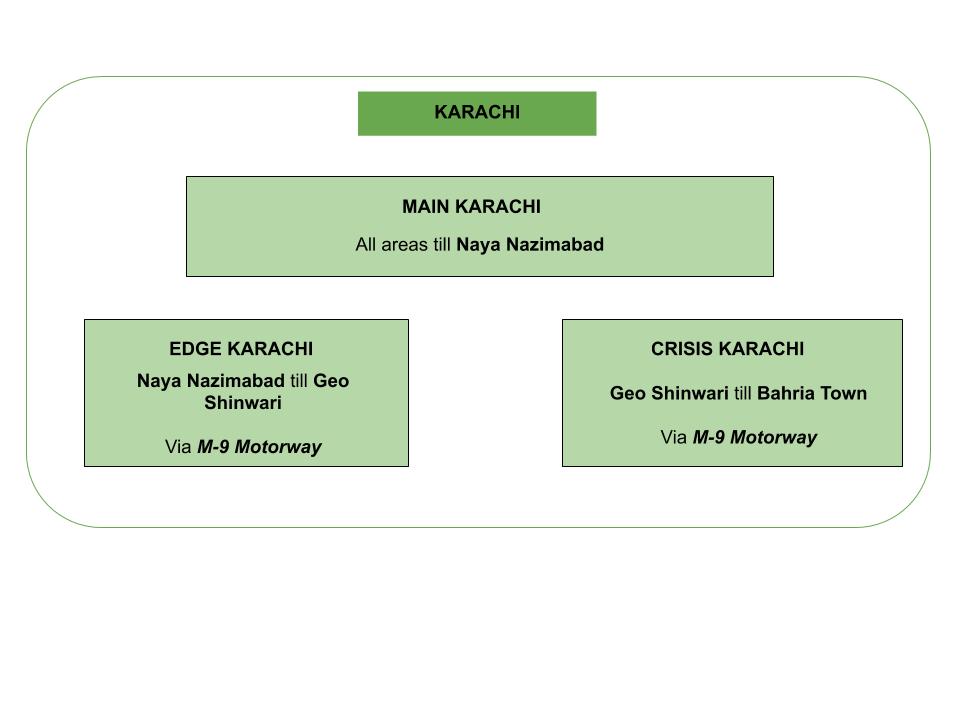 KARACHI
MAIN KARACHI
All areas till Naya Nazimabad
EDGE KARACHI
Naya Nazimabad till Geo
Shinwari
Via M-9 Motorway
CRISIS KARACHI
Geo Shinwari till Bahria Town
Via M-9 Motorway